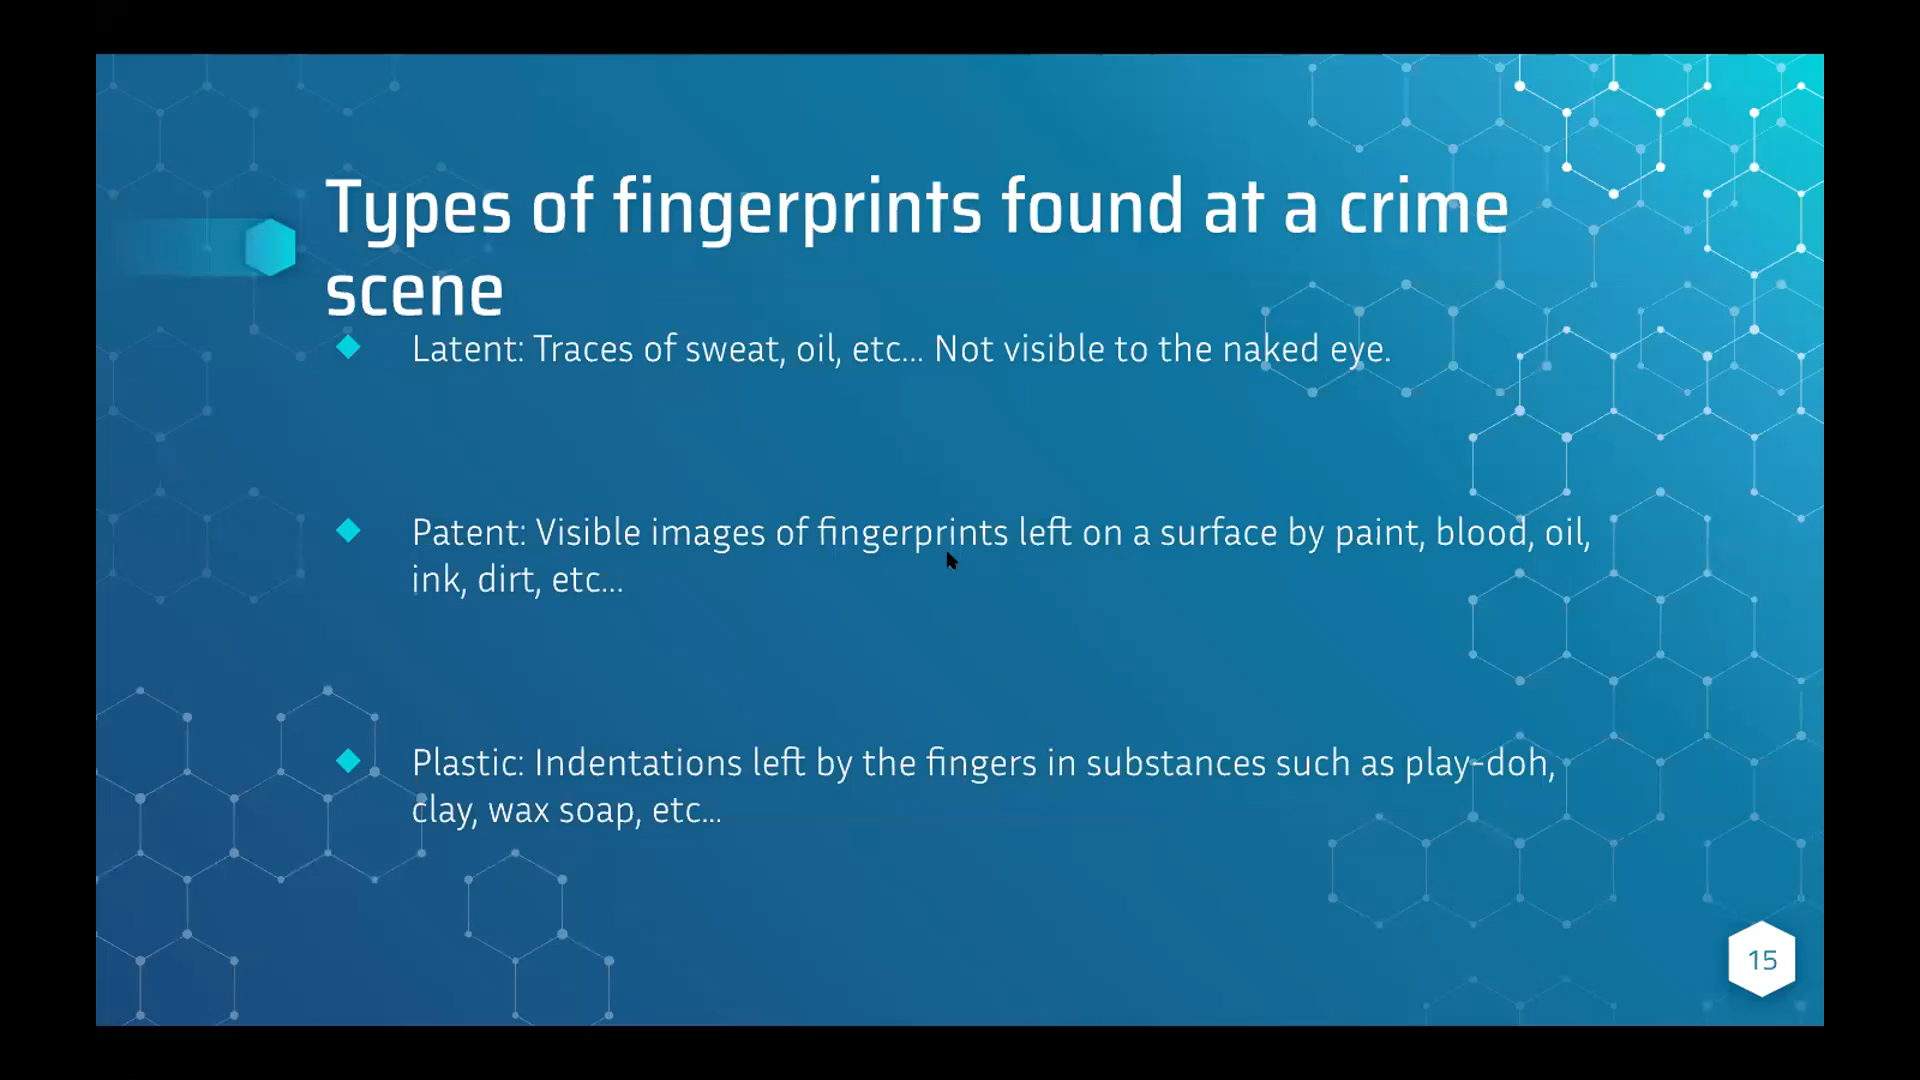 Types of fingerprints found at a crime
scene
Latent: Traces of sweat, oil, etc... Not visible to the naked eye.
Patent: Visible images of fingerprints left on a surface by paint, blood, oil,
ink, dirt, etc...
Plastic: Indentations left by the fingers in substances such as play-doh,
clay, wax soap, etc...
15